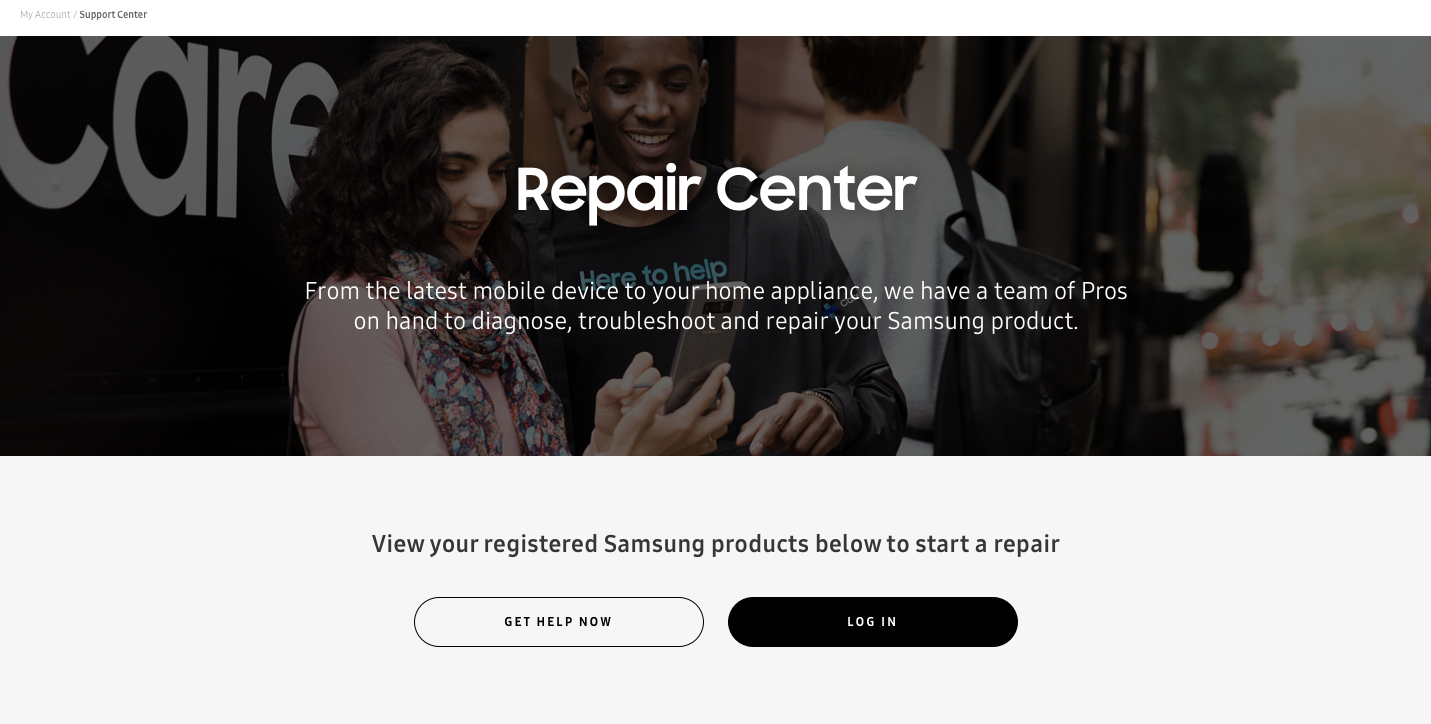 My Account / Support Center
Care
Repair Center
Here to help
From the latest mobile device to your home appliance, we have a team of Pros
on hand to diagnose, troubleshoot and repair your Samsung product.
View your registered Samsung products below to start a repair
GET HELP NOW
LOG IN